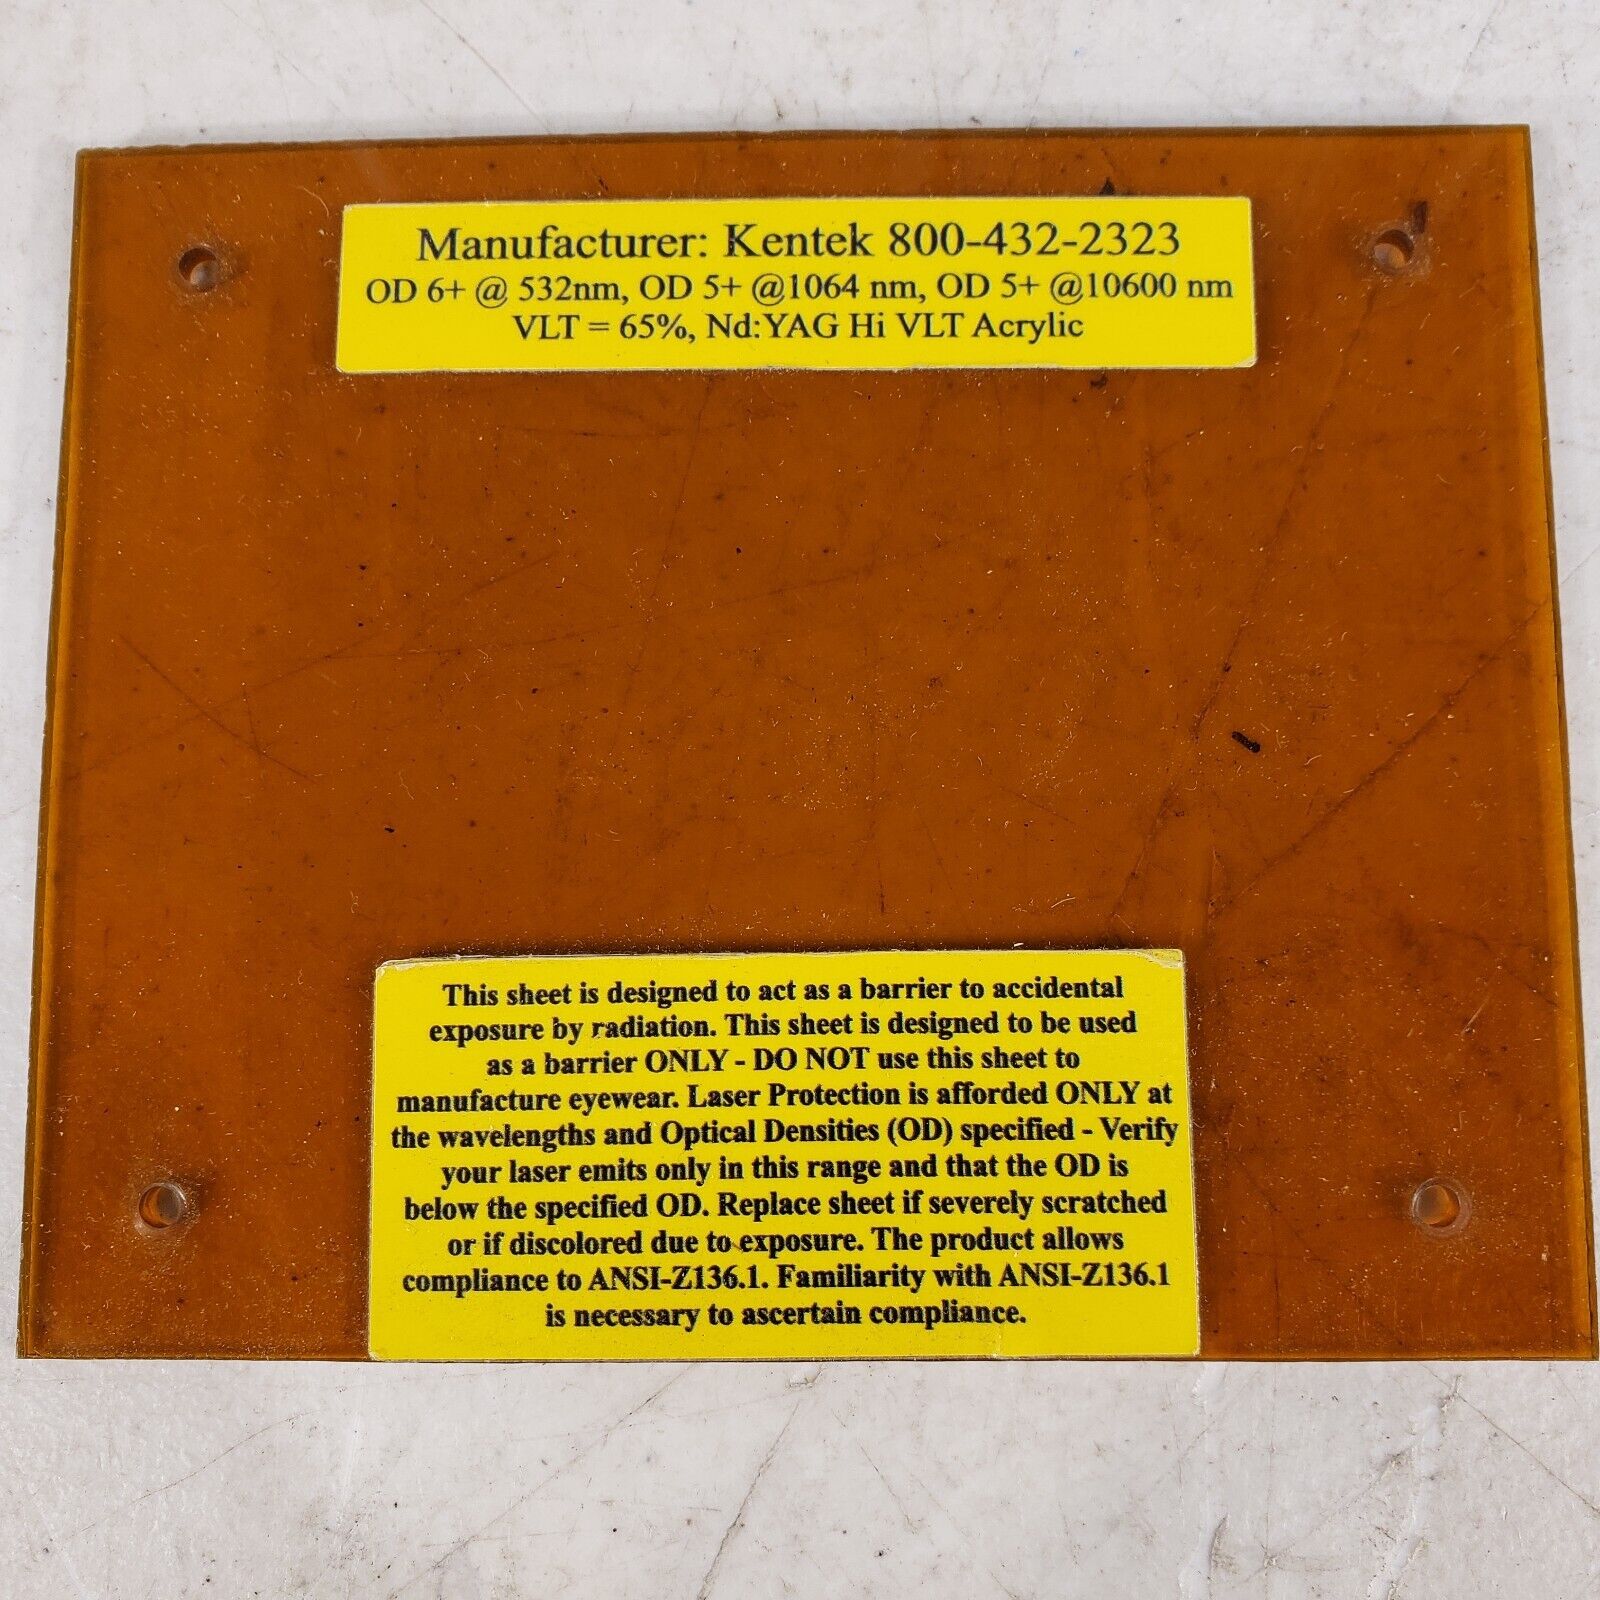 Manufacturer: Kentek 800-432-2323
OD 6+ @ 532nm, OD 5+ @1064 nm, OD 5+ @10600 nm
VLT = 65%, Nd:YAG Hi VLT Acrylic
This sheet is designed to act as a barrier to accidental
exposure by radiation. This sheet is designed to be used
as a barrier ONLY - DO NOT use this sheet to
manufacture eyewear. Laser Protection is afforded ONLY at
the wavelengths and Optical Densities (OD) specified - Verify
your laser emits only in this range and that the OD is
below the specified OD. Replace sheet if severely scratched
or if discolored due to exposure. The product allows
compliance to ANSI-Z136.1. Familiarity with ANSI-Z136.1
is necessary to ascertain compliance.